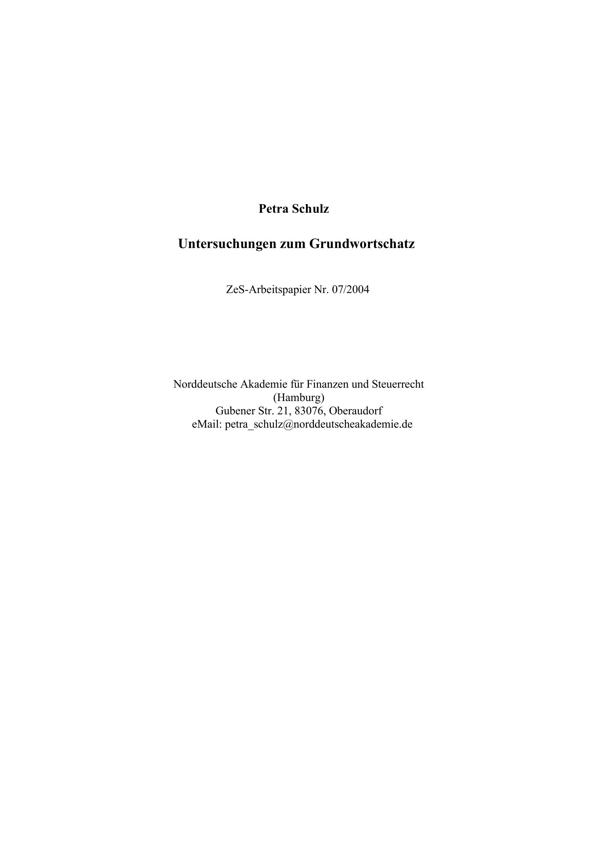 Petra Schulz
Untersuchungen zum Grundwortschatz
ZeS-Arbeitspapier Nr. 07/2004
Norddeutsche Akademie für Finanzen und Steuerrecht
(Hamburg)
Gubener Str. 21, 83076, Oberaudorf
eMail: petra_schulz@norddeutscheakademie.de